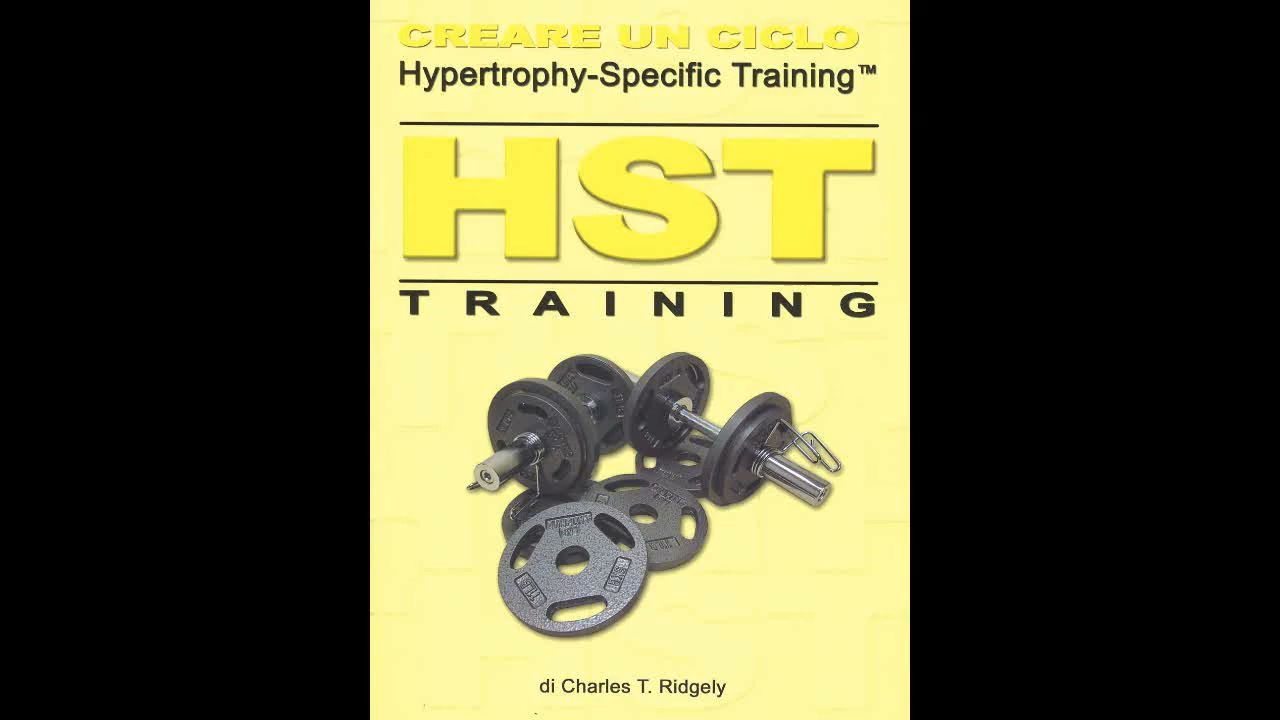 CREARE UN CICLO
Hypertrophy-Specific Training™
HST
TRAINING
di Charles T. Ridgely